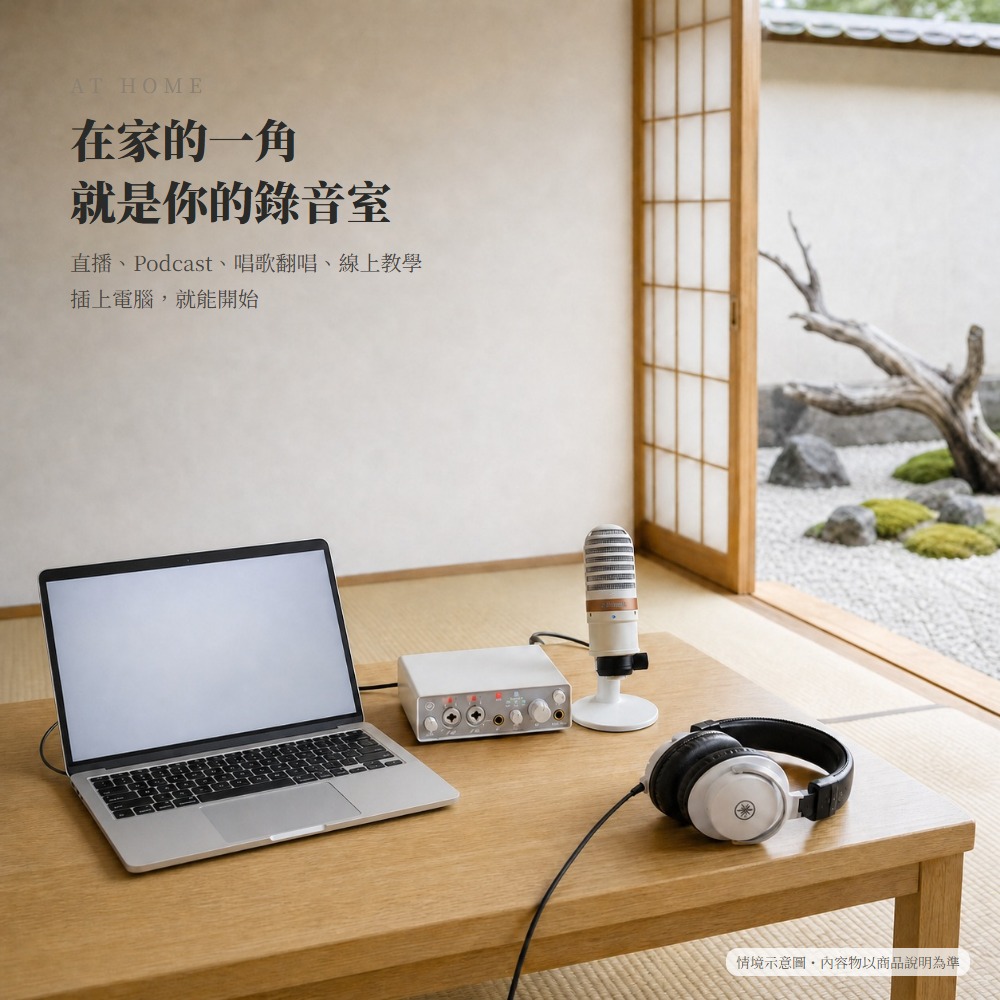 AT HOME
在家的一角
就是你的錄音室
直播、Podcast、唱歌翻唱、線上教學
插上電腦，就能開始
情境示意圖・內容物以商品說明為準